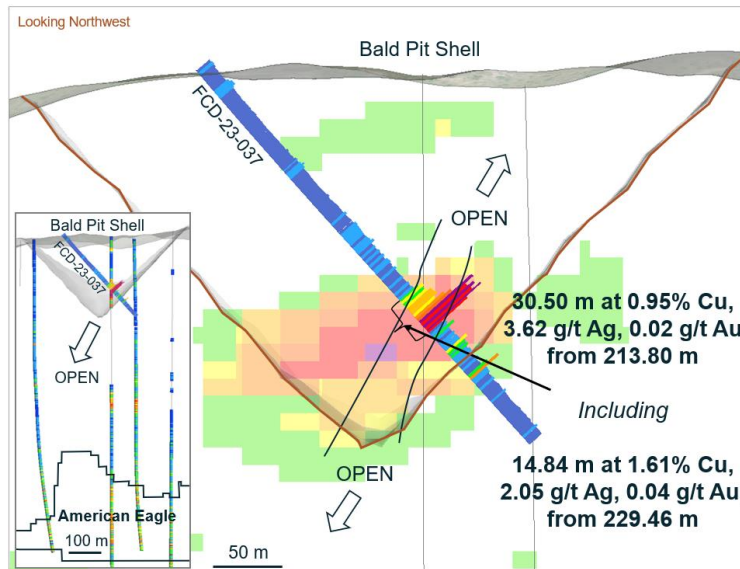 Looking Northwest
Bald Pit Shell
FCD-23-037
OPEN
30.50 m at 0.95% Cu,
3.62 g/t Ag, 0.02 g/t Au
from 213.80 m
Including
14.84 m at 1.61% Cu,
2.05 g/t Ag, 0.04 g/t Au
from 229.46 m
OPEN
50 m
Bald Pit Shell
FCD-23-037
OPEN
American Eagle
100 m